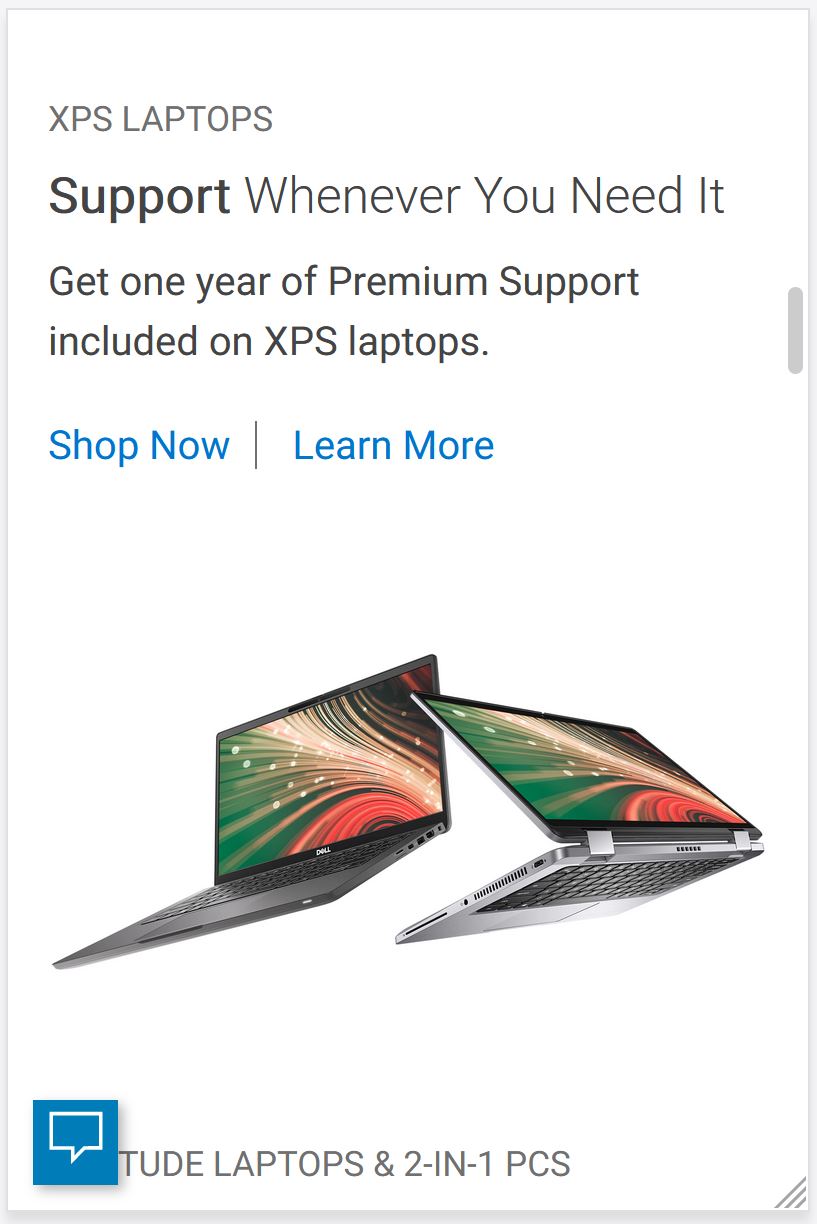 XPS LAPTOPS
Support Whenever You Need It
Get one year of Premium Support
included on XPS laptops.
Shop Now | Learn More
DELL
TUDE LAPTOPS & 2-IN-1 PCS